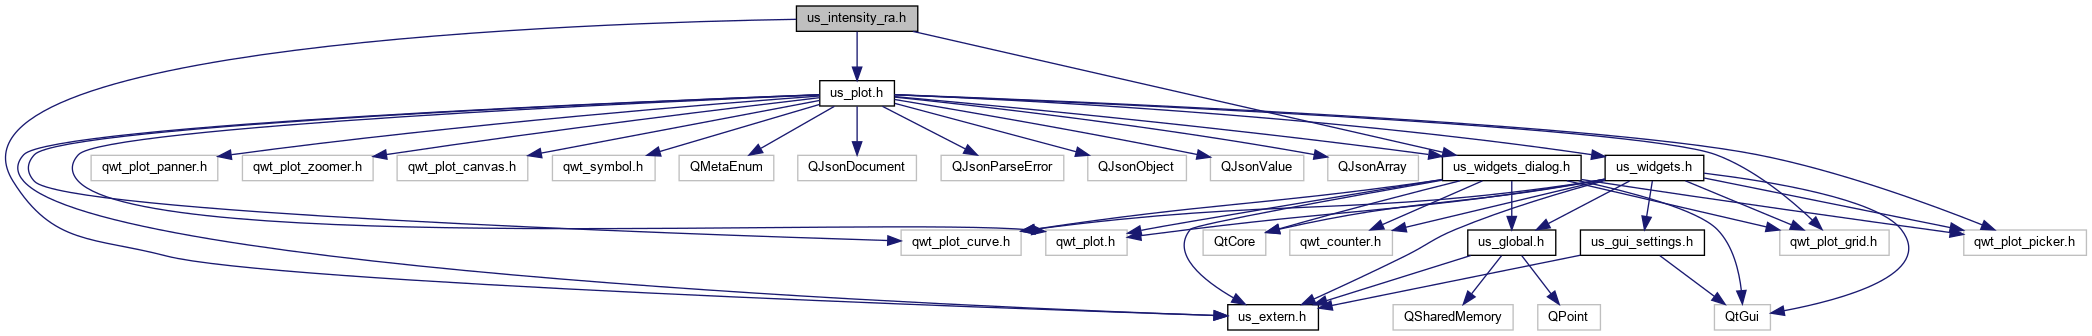 us_intensity_ra.h
us_plot.h
qwt_plot_panner.h
qwt_plot_zoomer.h
qwt_plot_canvas.h
qwt_symbol.h
QMetaEnum
QJsonDocument
QJsonParseError
QJsonObject
QJsonValue
QJsonArray
us_widgets_dialog.h
us_widgets.h
qwt_plot_curve.h
qwt_plot.h
QtCore
qwt_counter.h
us_global.h
us_gui_settings.h
qwt_plot_grid.h
qwt_plot_picker.h
us_extern.h
QSharedMemory
QPoint
QtGui